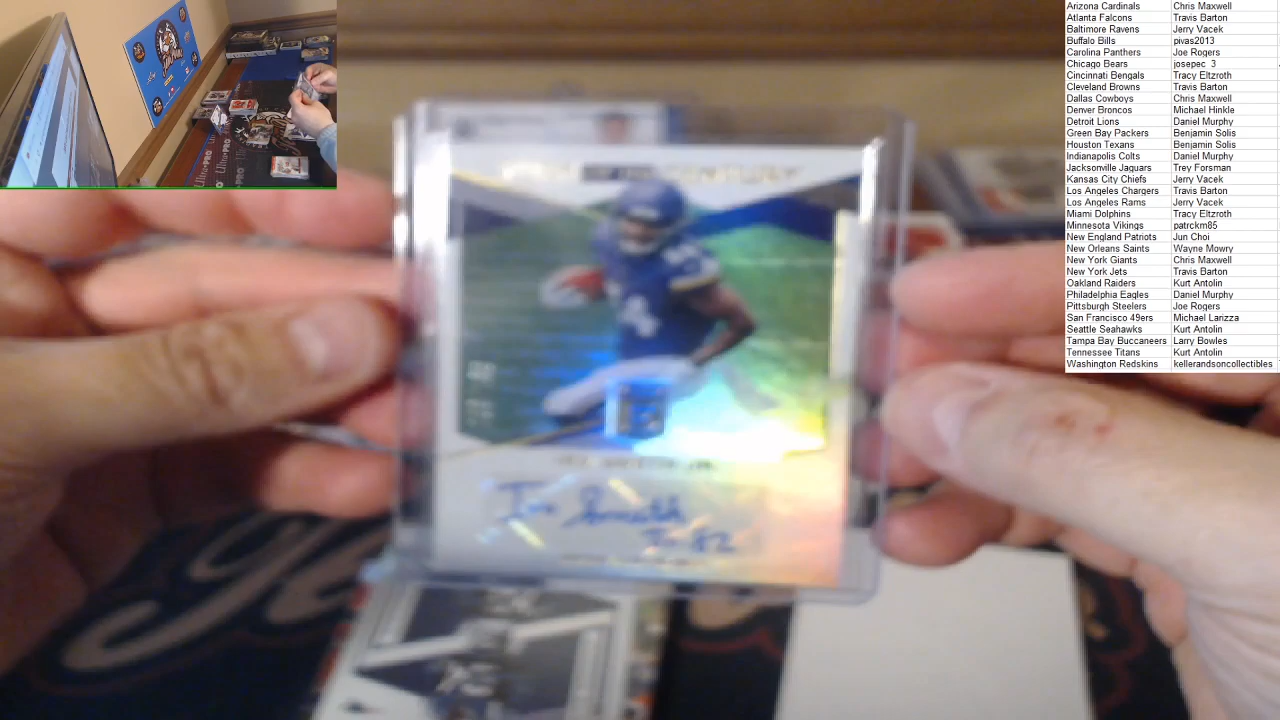 Arizona Cardinals Chris Maxwell
Atlanta Falcons Travis Barton
Baltimore Ravens Jerry Vacek
Buffalo Bills pivas2013
Carolina Panthers Joe Rogers
Chicago Bears josepec_3
Cincinnati Bengals Tracy Eltzroth
Cleveland Browns Travis Barton
Dallas Cowboys Chris Maxwell
Denver Broncos Michael Hinkle
Detroit Lions Daniel Murphy
Green Bay Packers Benjamin Solis
Houston Texans Benjamin Solis
Indianapolis Colts Daniel Murphy
Jacksonville Jaguars Trey Forsman
Kansas City Chiefs Jerry Vacek
Los Angeles Chargers Travis Barton
Los Angeles Rams Jerry Vacek
Miami Dolphins Tracy Eltzroth
Minnesota Vikings patrckm85
New England Patriots Jun Choi
New Orleans Saints Wayne Mowry
New York Giants Chris Maxwell
New York Jets Travis Barton
Oakland Raiders Kurt Antolin
Philadelphia Eagles Daniel Murphy
Pittsburgh Steelers Joe Rogers
San Francisco 49ers Michael Larizza
Seattle Seahawks Kurt Antolin
Tampa Bay Buccaneers Larry Bowles
Tennessee Titans Kurt Antolin
Washington Redskins kellerandsoncollectibles
Ultra-PRO
CENTURY
Smith
82